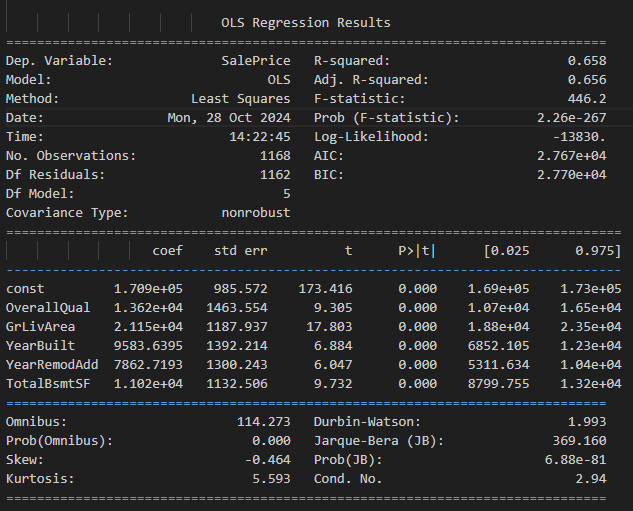 OLS Regression Results
==============================================================================
Dep. Variable: SalePrice R-squared: 0.658
Model: OLS Adj. R-squared: 0.656
Method: Least Squares F-statistic: 446.2
Date: Mon, 28 Oct 2024 Prob (F-statistic): 2.26e-267
Time: 14:22:45 Log-Likelihood: -13830.
No. Observations: 1168 AIC: 2.767e+04
Df Residuals: 1162 BIC: 2.770e+04
Df Model: 5
Covariance Type: nonrobust
================================================================================
coef std err t P>|t| [0.025 0.975]
--------------------------------------------------------------------------------
const 1.709e+05 985.572 173.416 0.000 1.69e+05 1.73e+05
OverallQual 1.362e+04 1463.554 9.305 0.000 1.07e+04 1.65e+04
GrLivArea 2.115e+04 1187.937 17.803 0.000 1.88e+04 2.35e+04
YearBuilt 9583.6395 1392.214 6.884 0.000 6852.105 1.23e+04
YearRemodAdd 7862.7193 1300.243 6.047 0.000 5311.634 1.04e+04
TotalBsmtSF 1.102e+04 1132.506 9.732 0.000 8799.755 1.32e+04
==============================================================================
Omnibus: 114.273 Durbin-Watson: 1.993
Prob(Omnibus): 0.000 Jarque-Bera (JB): 369.160
Skew: -0.464 Prob(JB): 6.88e-81
Kurtosis: 5.593 Cond. No. 2.94
==============================================================================